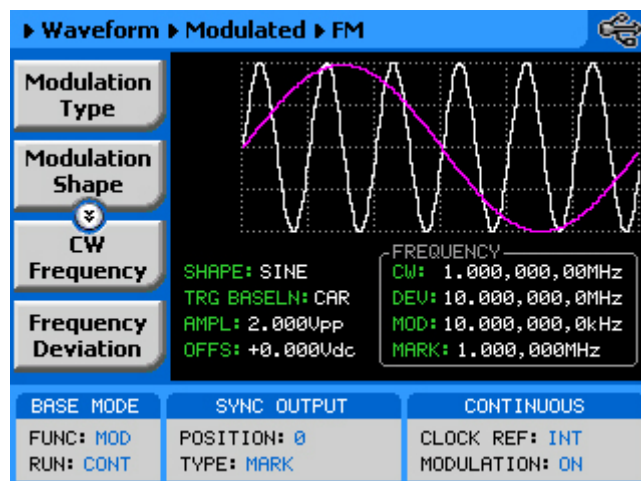 ▸ Waveform ▸ Modulated ▸ FM
Modulation
Type
Modulation
Shape
CW
Frequency
Frequency
Deviation
SHAPE: SINE
TRG BASELN: CAR
AMPL: 2.000Vpp
OFFS: +0.000Vdc
FREQUENCY
CW: 1.000,000,00MHz
DEV: 10.000,000,0MHz
MOD: 10.000,000,0kHz
MARK: 1.000,000MHz
BASE MODE
FUNC: MOD
RUN: CONT
SYNC OUTPUT
POSITION: 0
TYPE: MARK
CONTINUOUS
CLOCK REF: INT
MODULATION: ON